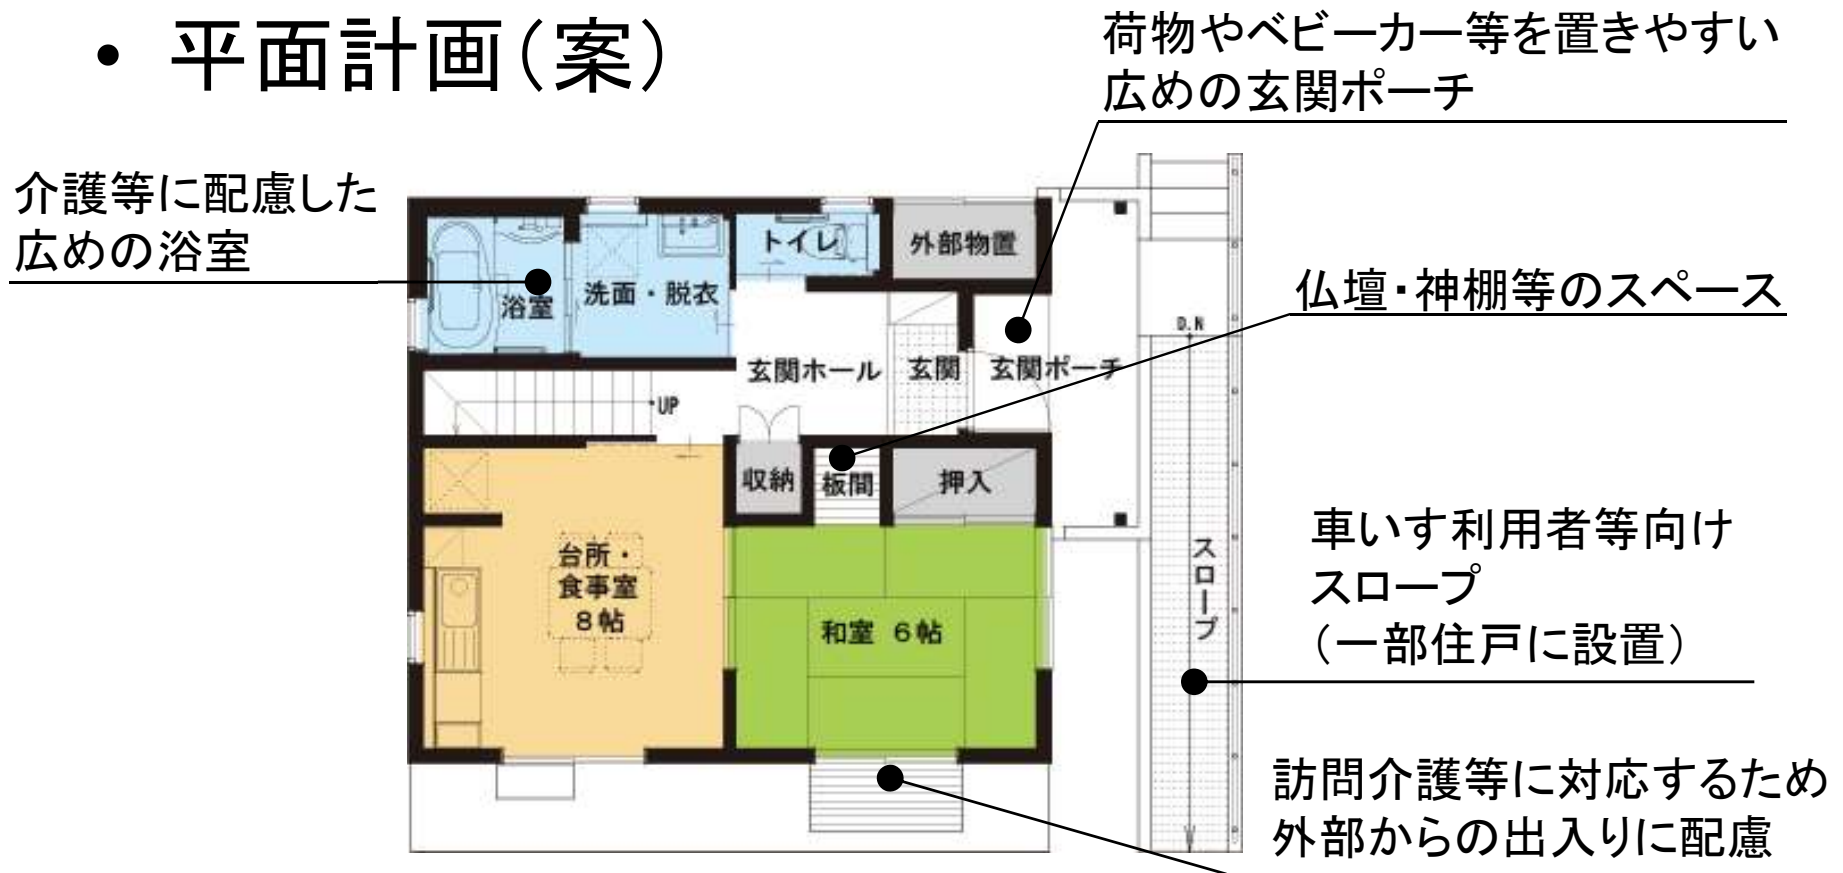 ・平面計画（案）
荷物やベビーカー等を置きやすい
広めの玄関ポーチ
介護等に配慮した
広めの浴室
仏壇・神棚等のスペース
トイレ
外部物置
浴室
洗面・脱衣
D.N
玄関ホール
玄関
玄関ポーチ
UP
収納
板間
押入
台所・
食事室
8帖
和室 6帖
スロープ
車いす利用者等向け
スロープ
（一部住戸に設置）
訪問介護等に対応するため
外部からの出入りに配慮